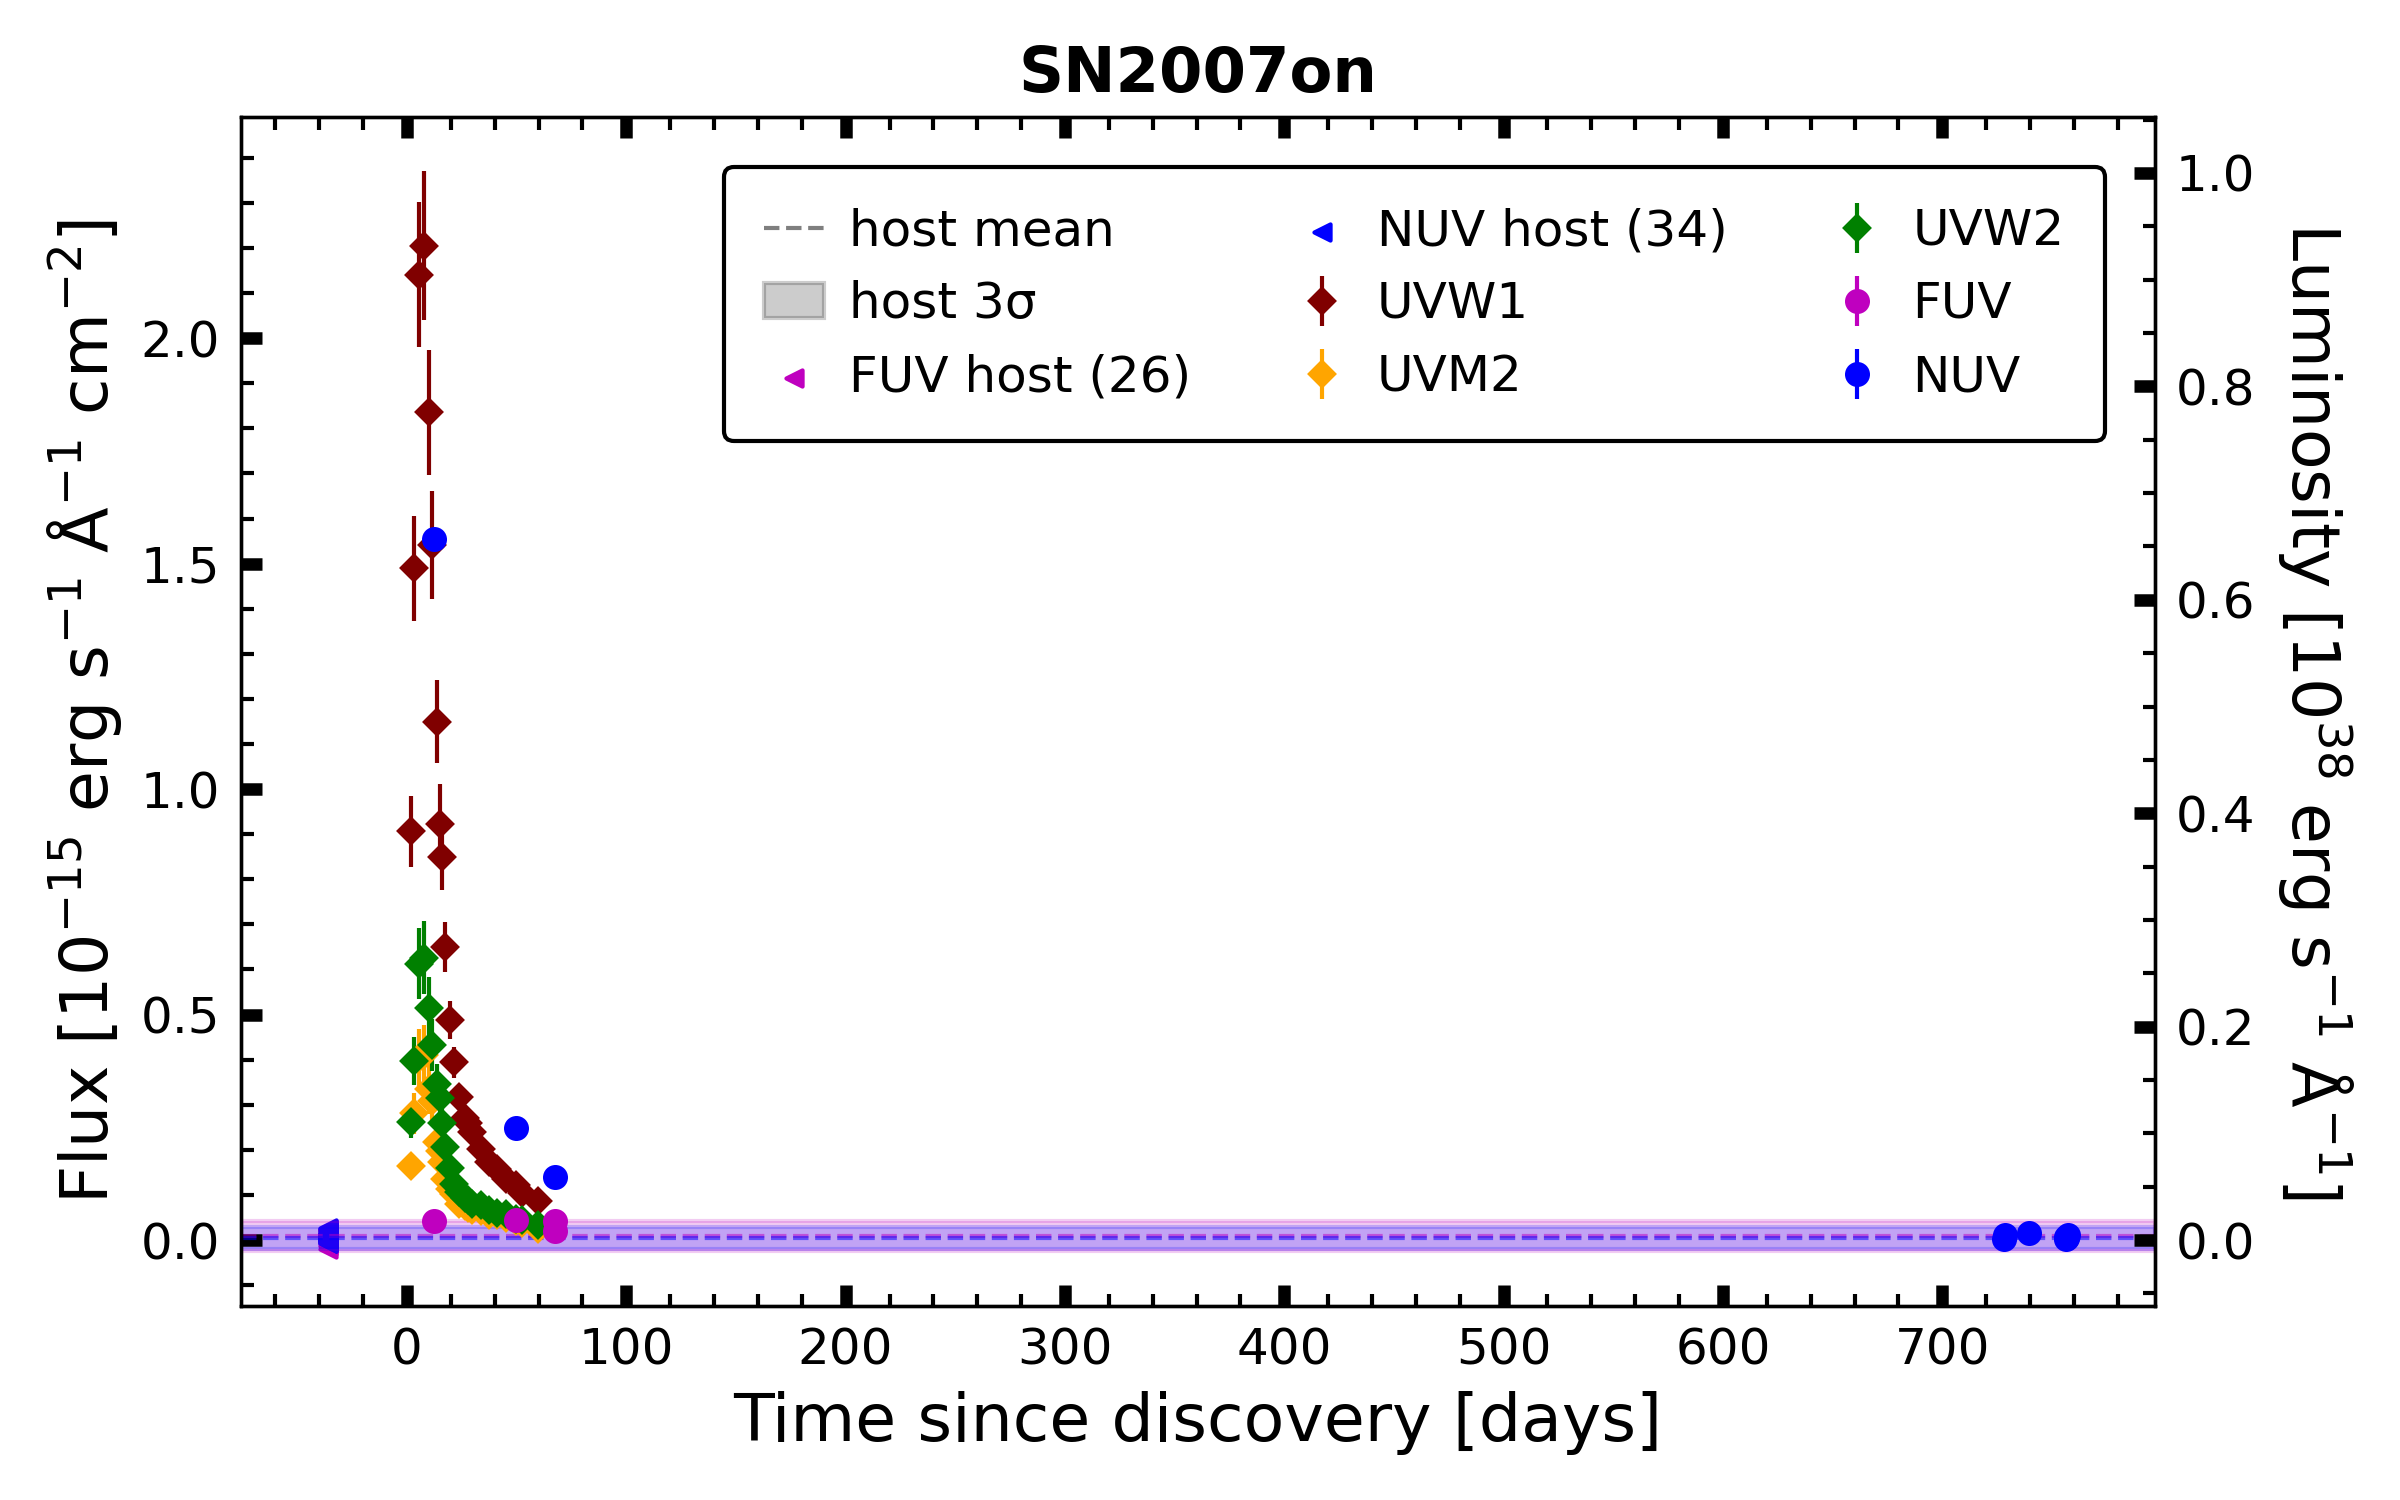 SN2007on
Flux [10⁻¹⁵ erg s⁻¹ Å⁻¹ cm⁻²]
2.0
1.5
1.0
0.5
0.0
host mean
host 3σ
FUV host (26)
NUV host (34)
UVW1
UVM2
UVW2
FUV
NUV
1.0
0.8
0.6
0.4
0.2
0.0
Luminosity [10³⁸ erg s⁻¹ Å⁻¹]
0 100 200 300 400 500 600 700
Time since discovery [days]